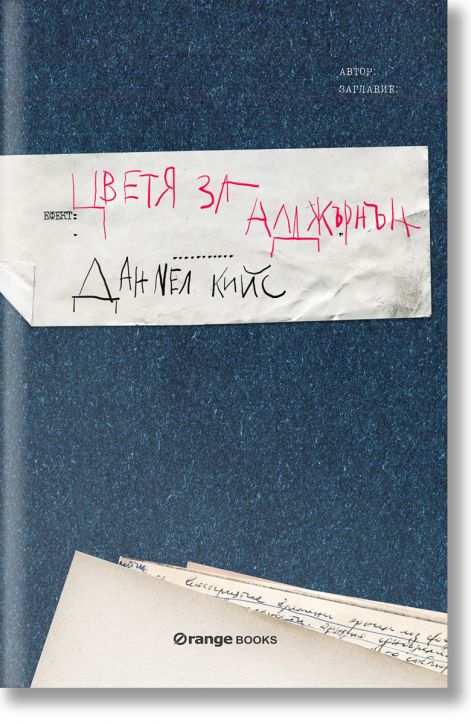 АВТОР:
ЗАГЛАВИЕ:
ЦВЕТЯ ЗА
ЕФЕКТ:
АЛДЖЪРНЪН
ДАНИЕЛ КИЙС
Orange BOOKS